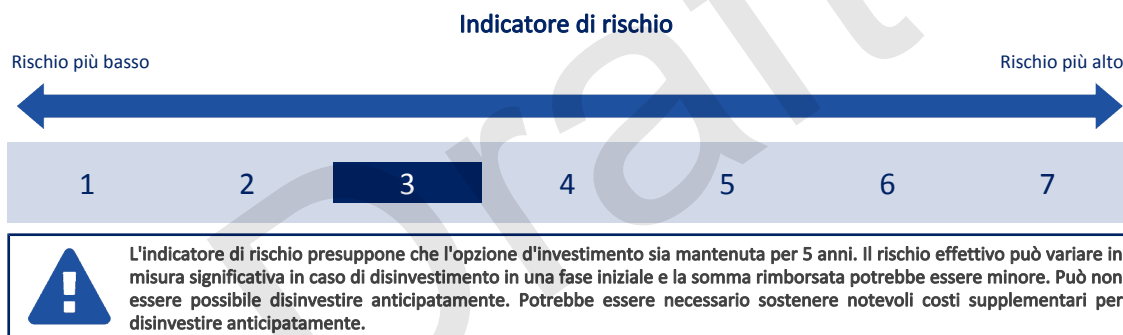 Indicatore di rischio
Rischio più basso
Rischio più alto
1 2 3 4 5 6 7
L'indicatore di rischio presuppone che l'opzione d'investimento sia mantenuta per 5 anni. Il rischio effettivo può variare in
misura significativa in caso di disinvestimento in una fase iniziale e la somma rimborsata potrebbe essere minore. Può non
essere possibile disinvestire anticipatamente. Potrebbe essere necessario sostenere notevoli costi supplementari per
disinvestire anticipatamente.
Draft